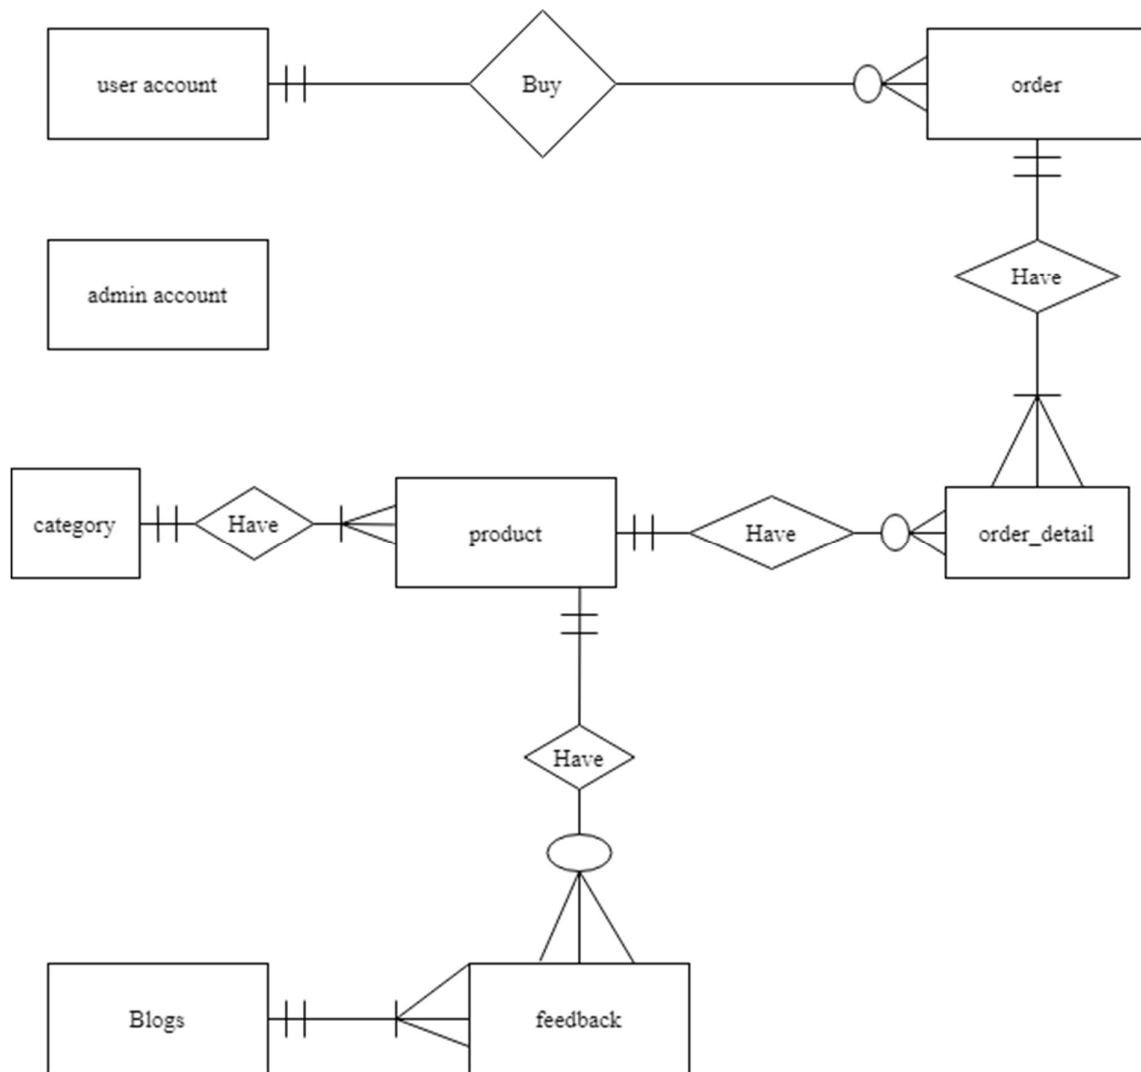 user account
Buy
order
admin account
Have
category
Have
product
Have
order_detail
Have
Blogs
feedback